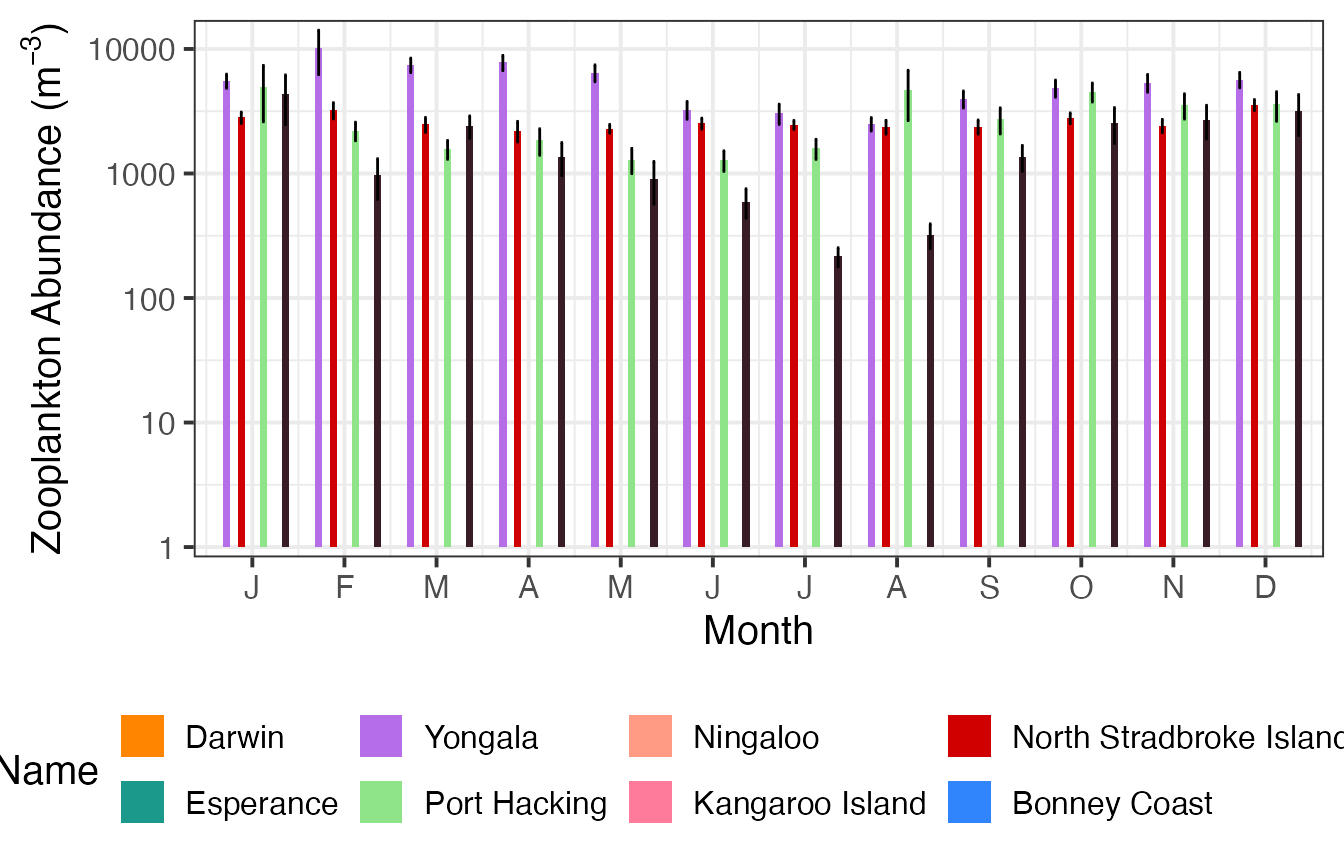 Zooplankton Abundance (m⁻³)
10000
1000
100
10
1
J F M A M J J A S O N D
Month
Name
Darwin Yongala Ningaloo North Stradbroke Island
Esperance Port Hacking Kangaroo Island Bonney Coast